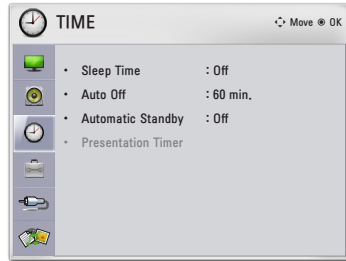 TIME
Move ◉ OK
• Sleep Time : Off
• Auto Off : 60 min.
• Automatic Standby : Off
• Presentation Timer